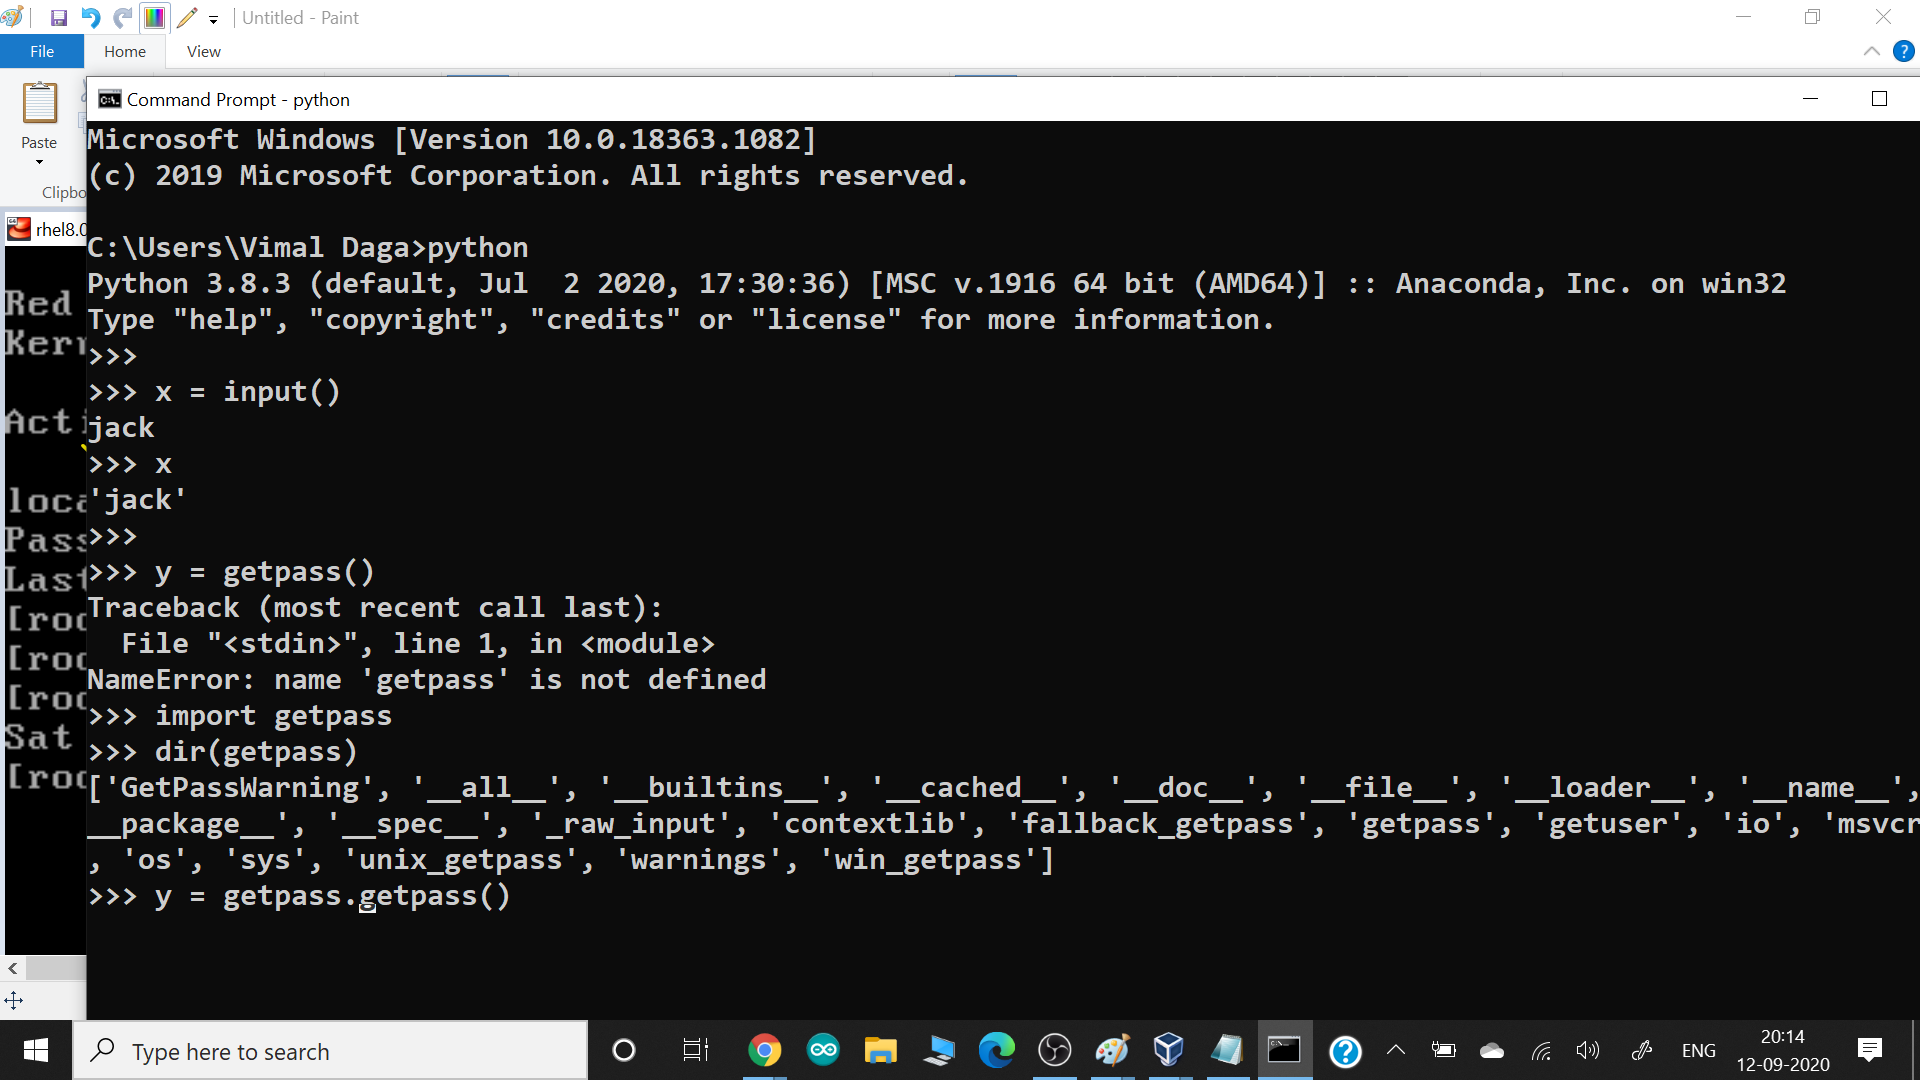 Untitled - Paint
File Home View
Command Prompt - python
Paste
Microsoft Windows [Version 10.0.18363.1082]
(c) 2019 Microsoft Corporation. All rights reserved.
rhel8.0
C:\Users\Vimal Daga>python
Python 3.8.3 (default, Jul  2 2020, 17:30:36) [MSC v.1916 64 bit (AMD64)] :: Anaconda, Inc. on win32
Type "help", "copyright", "credits" or "license" for more information.
>>>
>>> x = input()
jack
>>> x
'jack'
>>>
>>> y = getpass()
Traceback (most recent call last):
  File "<stdin>", line 1, in <module>
NameError: name 'getpass' is not defined
>>> import getpass
>>> dir(getpass)
['GetPassWarning', '__all__', '__builtins__', '__cached__', '__doc__', '__file__', '__loader__', '__name__',
__package__', '__spec__', '_raw_input', 'contextlib', 'fallback_getpass', 'getpass', 'getuser', 'io', 'msvcr
, 'os', 'sys', 'unix_getpass', 'warnings', 'win_getpass']
>>> y = getpass.getpass()
Red
Sat
Type here to search
ENG
20:14
12-09-2020